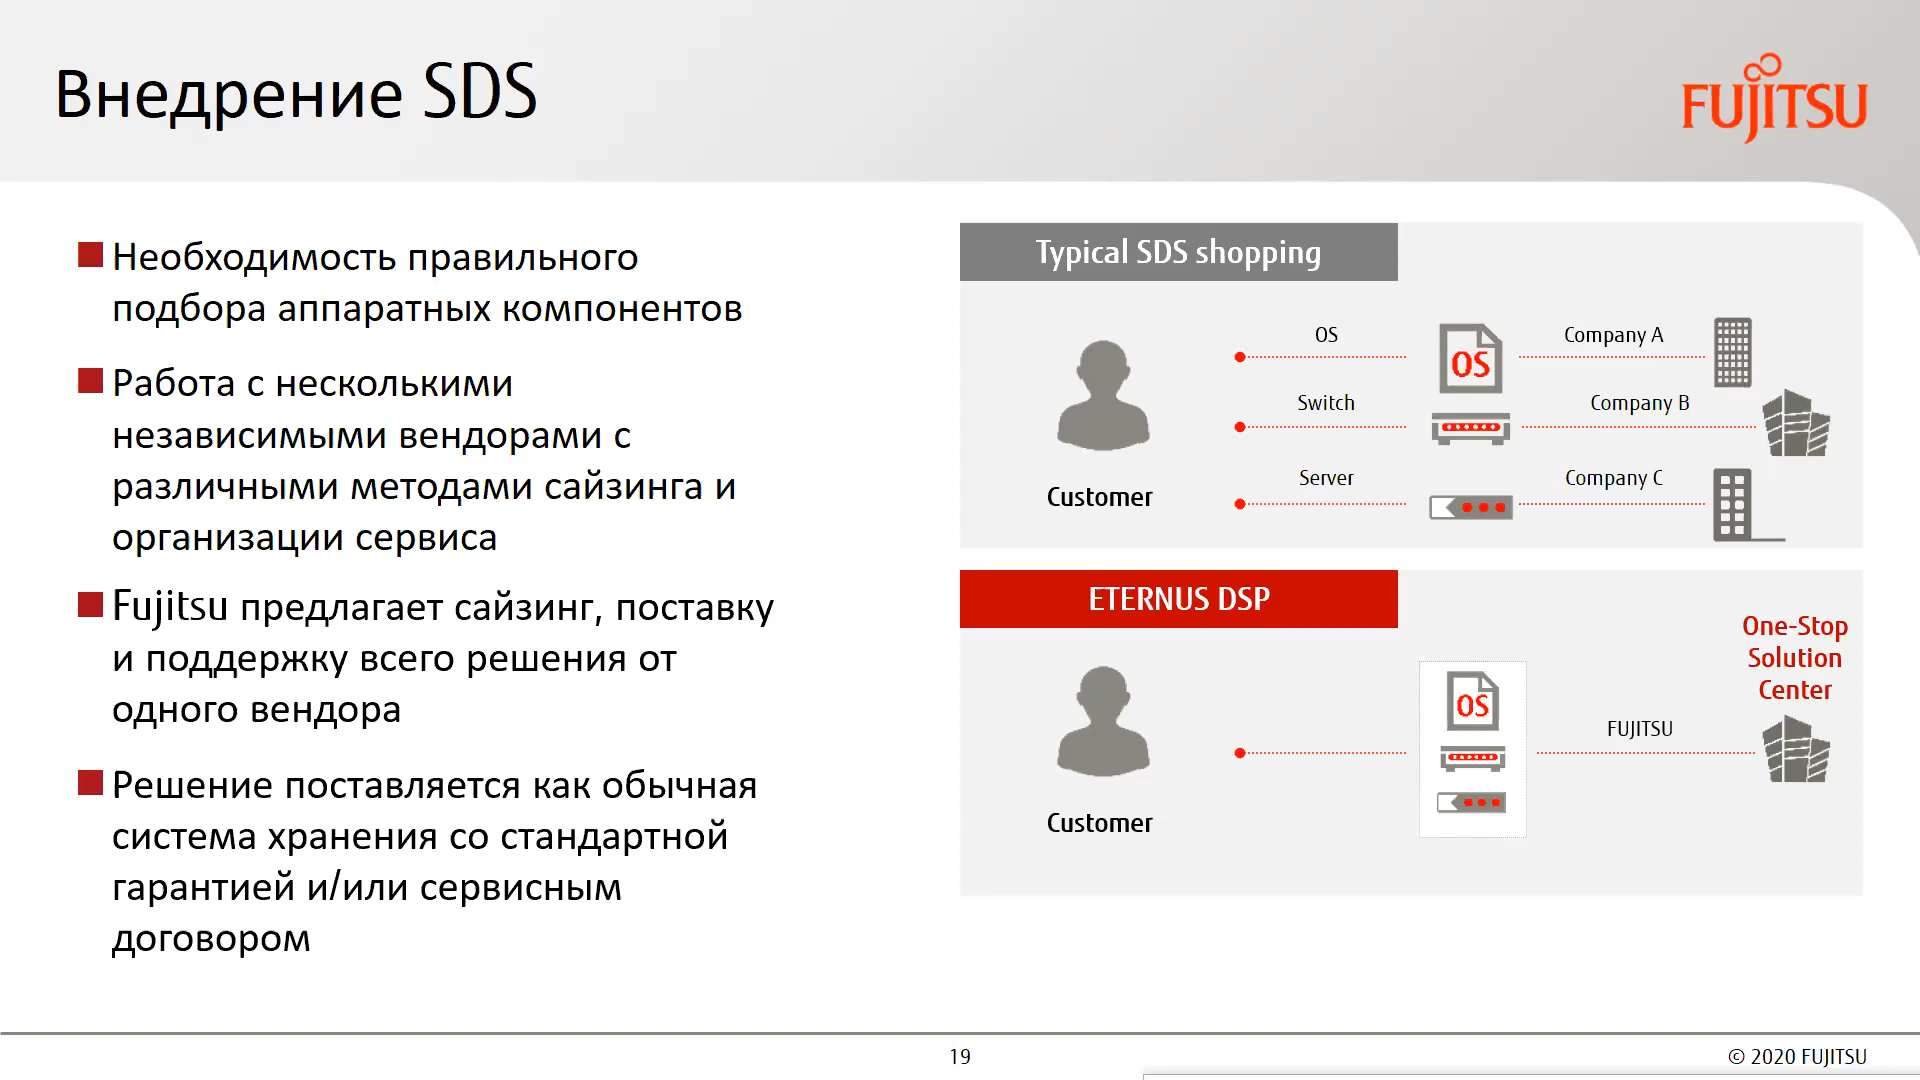 Внедрение SDS
FUJITSU
Необходимость правильного
подбора аппаратных компонентов
Работа с несколькими
независимыми вендорами с
различными методами сайзинга и
организации сервиса
Fujitsu предлагает сайзинг, поставку
и поддержку всего решения от
одного вендора
Решение поставляется как обычная
система хранения со стандартной
гарантией и/или сервисным
договором
Typical SDS shopping
OS
OS
Company A
Switch
Company B
Server
Company C
Customer
ETERNUS DSP
One-Stop
Solution
Center
OS
FUJITSU
Customer
19
© 2020 FUJITSU